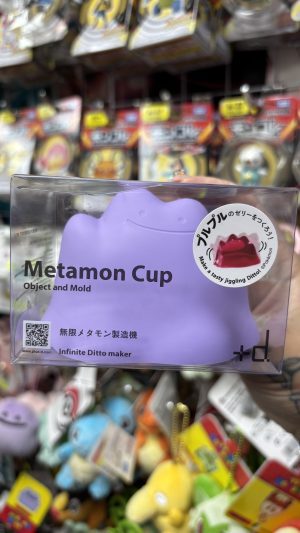 Metamon Cup
Object and Mold
プルプルのゼリーをつくろう!
Make a tasty jiggling Ditto!
無限メタモン製造機
Infinite Ditto maker
+d